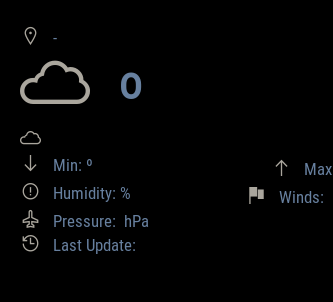 -
0
Min: º
Max
Humidity: %
Winds:
Pressure:  hPa
Last Update: